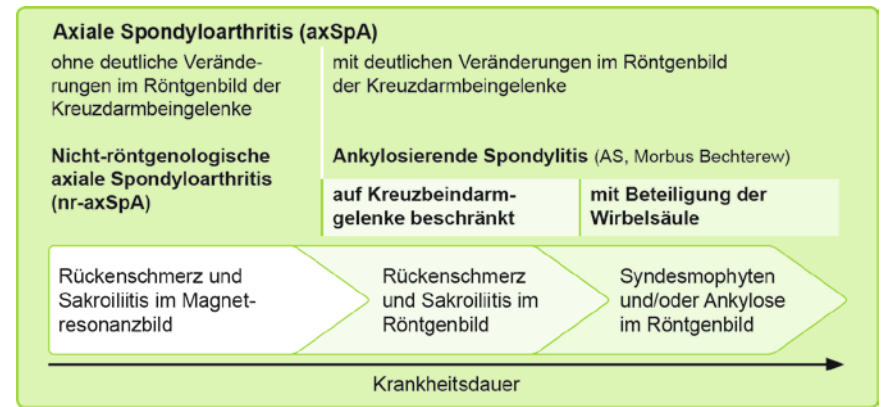 Axiale Spondyloarthritis (axSpA)
ohne deutliche Verände-
rungen im Röntgenbild der
Kreuzdarmbeingelenke
mit deutlichen Veränderungen im Röntgenbild
der Kreuzdarmbeingelenke
Nicht-röntgenologische
axiale Spondyloarthritis
(nr-axSpA)
Ankylosierende Spondylitis (AS, Morbus Bechterew)
auf Kreuzbeindarm-
gelenke beschränkt
mit Beteiligung der
Wirbelsäule
Rückenschmerz und
Sakroiliitis im Magnet-
resonanzbild
Rückenschmerz
und Sakroiliitis im
Röntgenbild
Syndesmophyten
und/oder Ankylose
im Röntgenbild
Krankheitsdauer